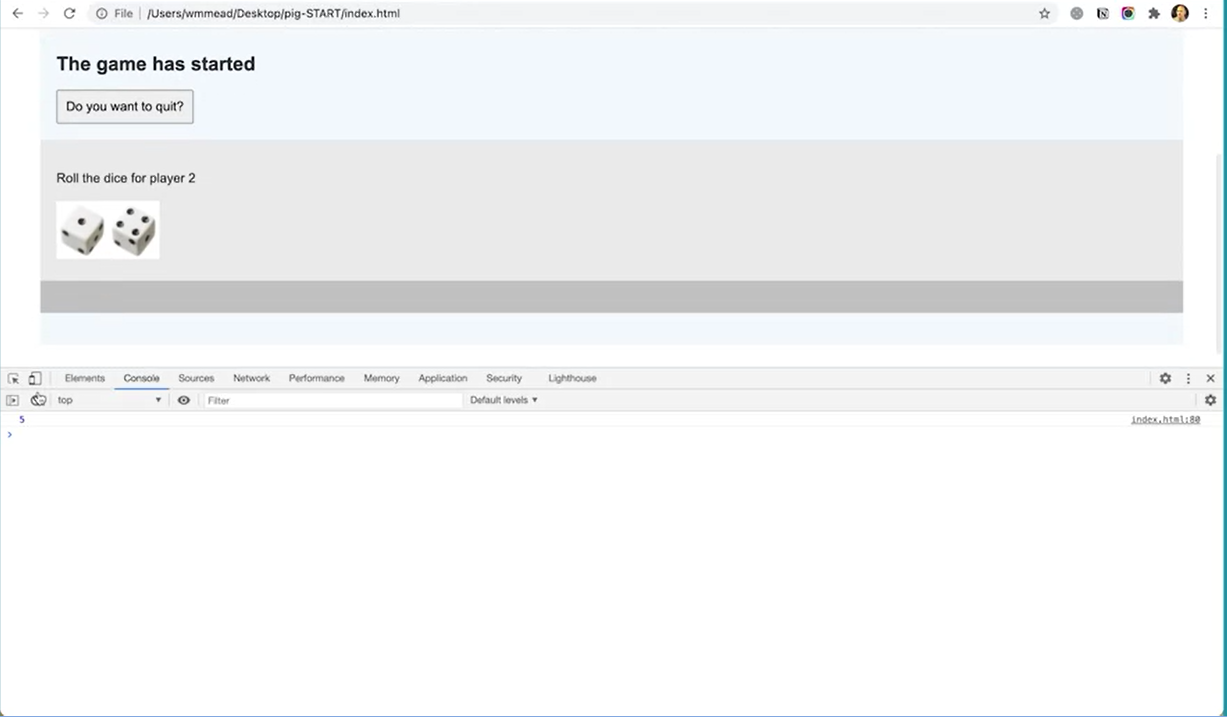 File /Users/wmmead/Desktop/pig-START/index.html
The game has started
Do you want to quit?
Roll the dice for player 2
Elements Console Sources Network Performance Memory Application Security Lighthouse
top Filter Default levels
5 index.html:80